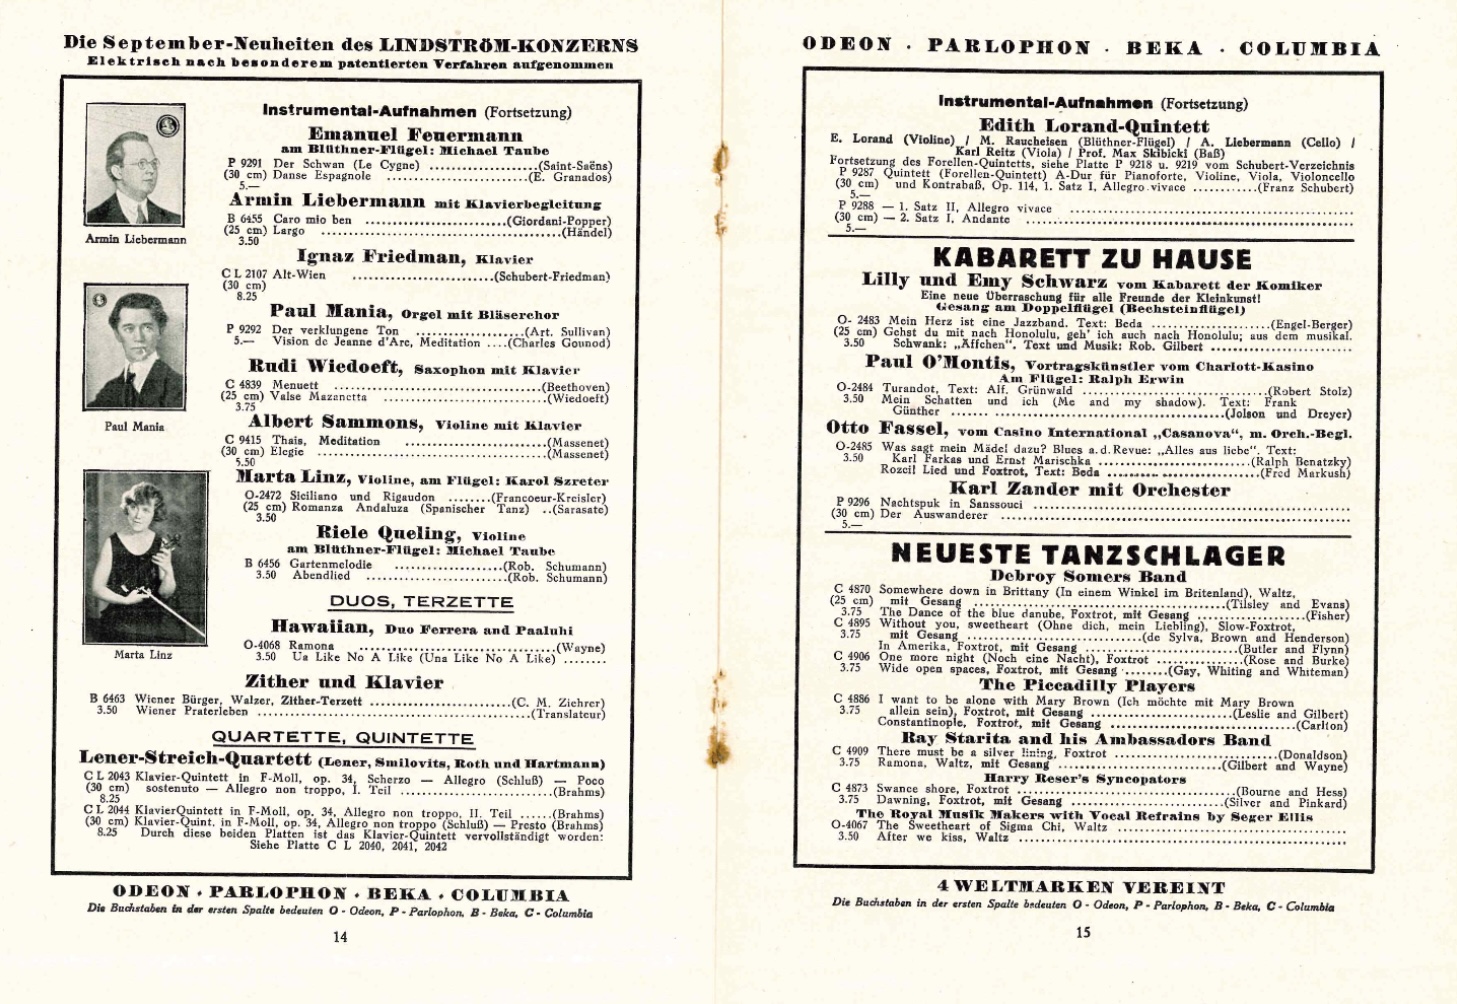 Die September-Neuheiten des LINDSTRÖM-KONZERNS
Elektrisch nach besonderem patentierten Verfahren aufgenommen
Armin Liebermann
Paul Mania
Marta Linz
Instrumental-Aufnahmen (Fortsetzung)
Emanuel Feuermann
am Blüthner-Flügel: Michael Taube
P 9291 Der Schwan (Le Cygne) ..................(Saint-Saëns)
(30 cm) Danse Espagnole .......................(E. Granados)
5.—
Armin Liebermann mit Klavierbegleitung
B 6455 Caro mio ben .......................(Giordani-Popper)
(25 cm) Largo .......................................(Händel)
3.50
Ignaz Friedman, Klavier
C L 2107 Alt-Wien .......................(Schubert-Friedman)
(30 cm)
8.25
Paul Mania, Orgel mit Bläserchor
P 9292 Der verklungene Ton ..................(Art. Sullivan)
5.— Vision de Jeanne d'Arc, Meditation ....(Charles Gounod)
Rudi Wiedoeft, Saxophon mit Klavier
C 4839 Menuett .................................(Beethoven)
(25 cm) Valse Mazanetta ............................(Wiedoeft)
3.75
Albert Sammons, Violine mit Klavier
C 9415 Thais, Meditation .......................(Massenet)
(30 cm) Elegie ....................................(Massenet)
5.50
Marta Linz, Violine, am Flügel: Karol Szreter
O-2472 Siciliano und Rigaudon ........(Francoeur-Kreisler)
(25 cm) Romanza Andaluza (Spanischer Tanz) ..(Sarasate)
3.50
Riele Queling, Violine
am Blüthner-Flügel: Michael Taube
B 6456 Gartenmelodie ..................(Rob. Schumann)
3.50 Abendlied .......................(Rob. Schumann)
DUOS, TERZETTE
Hawaiian, Duo Ferrera and Paaluhi
O-4068 Ramona ...................................(Wayne)
3.50 Ua Like No A Like (Una Like No A Like) ........
Zither und Klavier
B 6463 Wiener Bürger, Walzer, Zither-Terzett .......................(C. M. Ziehrer)
3.50 Wiener Praterleben ............................................(Translateur)
QUARTETTE, QUINTETTE
Lener-Streich-Quartett (Lener, Smilovits, Roth und Hartmann)
C L 2043 Klavier-Quintett in F-Moll, op. 34, Scherzo — Allegro (Schluß) — Poco
(30 cm) sostenuto — Allegro non troppo, I. Teil .......................(Brahms)
8.25
C L 2044 KlavierQuintett in F-Moll, op. 34, Allegro non troppo, II. Teil ......(Brahms)
(30 cm) Klavier-Quint. in F-Moll, op. 34, Allegro non troppo (Schluß) — Presto (Brahms)
8.25 Durch diese beiden Platten ist das Klavier-Quintett vervollständigt worden:
Siehe Platte C L 2040, 2041, 2042
ODEON · PARLOPHON · BEKA · COLUMBIA
Die Buchstaben in der ersten Spalte bedeuten O - Odeon, P - Parlophon, B - Beka, C - Columbia
14
ODEON · PARLOPHON · BEKA · COLUMBIA
Instrumental-Aufnahmen (Fortsetzung)
Edith Lorand-Quintett
E. Lorand (Violine) / M. Raucheisen (Blüthner-Flügel) / A. Liebermann (Cello) /
Karl Reitz (Viola) / Prof. Max Skibicki (Baß)
Fortsetzung des Forellen-Quintetts, siehe Platte P 9218 u. 9219 vom Schubert-Verzeichnis
P 9287 Quintett (Forellen-Quintett) A-Dur für Pianoforte, Violine, Viola, Violoncello
(30 cm) und Kontrabaß, Op. 114, 1. Satz I, Allegro vivace ............(Franz Schubert)
5.—
P 9288 — 1. Satz II, Allegro vivace ..............................
(30 cm) — 2. Satz I, Andante ..............................
5.—
KABARETT ZU HAUSE
Lilly und Emy Schwarz vom Kabarett der Komiker
Eine neue Überraschung für alle Freunde der Kleinkunst!
Gesang am Doppelflügel (Bechsteinflügel)
O- 2483 Mein Herz ist eine Jazzband. Text: Beda ....................(Engel-Berger)
(25 cm) Gehst du mit nach Honolulu, geh' ich auch nach Honolulu; aus dem musikal.
3.50 Schwank: „Äffchen“. Text und Musik: Rob. Gilbert ....................
Paul O'Montis, Vortragskünstler vom Charlott-Kasino
Am Flügel: Ralph Erwin
O-2484 Turandot, Text: Alf. Grünwald ..............................(Robert Stolz)
3.50 Mein Schatten und ich (Me and my shadow). Text: Frank
Günther ........................................(Jolson und Dreyer)
Otto Fassel, vom Casino International „Casanova“, m. Orch.-Begl.
O-2485 Was sagt mein Mädel dazu? Blues a. d. Revue: „Alles aus liebe“. Text:
3.50 Karl Farkas und Ernst Marischka .........................(Ralph Benatzky)
Rozeil Lied und Foxtrot, Text: Beda .........................(Fred Markush)
Karl Zander mit Orchester
P 9296 Nachtspuk in Sanssouci ..................................................
(30 cm) Der Auswanderer ..................................................
5.—
NEUESTE TANZSCHLAGER
Debroy Somers Band
C 4870 Somewhere down in Brittany (In einem Winkel im Britenland), Waltz,
(25 cm) mit Gesang ........................................(Tilsley and Evans)
3.75 The Dance of the blue danube, Foxtrot, mit Gesang ..................(Fisher)
C 4895 Without you, sweetheart (Ohne dich, mein Liebling), Slow-Foxtrot,
3.75 mit Gesang .........................(de Sylva, Brown and Henderson)
In Amerika, Foxtrot, mit Gesang .........................(Butler and Flynn)
C 4906 One more night (Noch eine Nacht), Foxtrot ..............(Rose and Burke)
3.75 Wide open spaces, Foxtrot, mit Gesang ........(Gay, Whiting and Whiteman)
The Piccadilly Players
C 4886 I want to be alone with Mary Brown (Ich möchte mit Mary Brown
3.75 allein sein), Foxtrot, mit Gesang ....................(Leslie and Gilbert)
Constantinople, Foxtrot, mit Gesang ..............................(Carlton)
Ray Starita and his Ambassadors Band
C 4909 There must be a silver lining, Foxtrot .........................(Donaldson)
3.75 Ramona, Waltz, mit Gesang .........................(Gilbert and Wayne)
Harry Reser's Syncopators
C 4873 Swance shore, Foxtrot ..............................(Bourne and Hess)
3.75 Dawning, Foxtrot, mit Gesang .........................(Silver and Pinkard)
The Royal Musik Makers with Vocal Refrains by Seger Ellis
O-4067 The Sweetheart of Sigma Chi, Waltz ..............................
3.50 After we kiss, Waltz ..................................................
4 WELTMARKEN VEREINT
Die Buchstaben in der ersten Spalte bedeuten O - Odeon, P - Parlophon, B - Beka, C - Columbia
15